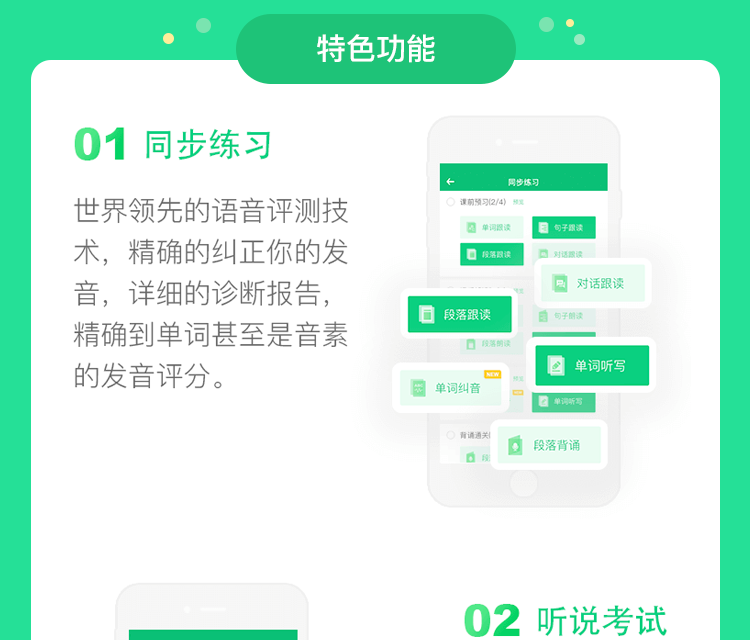 特色功能
01 同步练习
世界领先的语音评测技
术，精确的纠正你的发
音，详细的诊断报告，
精确到单词甚至是音素
的发音评分。
同步练习
课前预习(2/4) 预览
单词跟读 句子跟读
段落跟读 对话跟读
对话跟读
段落跟读
句子跟读
段落跟读
单词听写
NEW
单词纠音
预览
NEW
单词听写
背诵通关
段落背诵
段
02 听说考试